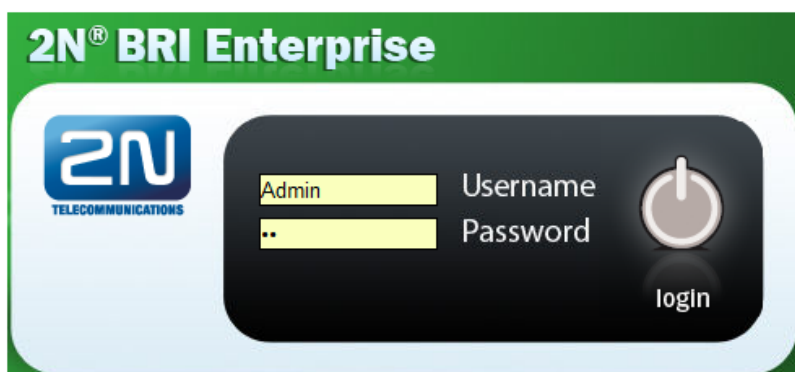 2N® BRI Enterprise
2N
TELECOMMUNICATIONS
Admin Username
•• Password
login